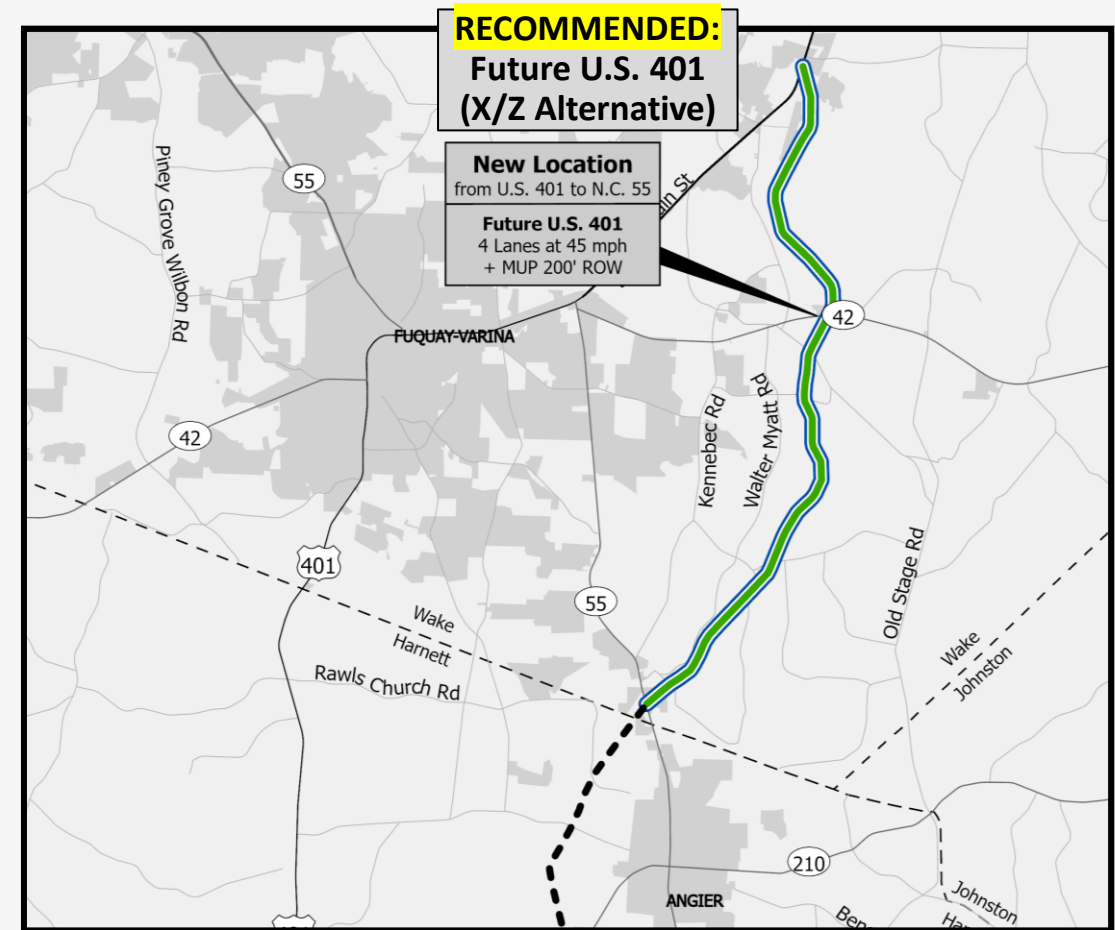 RECOMMENDED:
Future U.S. 401
(X/Z Alternative)
New Location
from U.S. 401 to N.C. 55
Future U.S. 401
4 Lanes at 45 mph
+ MUP 200' ROW
St
55
Piney Grove Wilbon Rd
42
FUQUAY-VARINA
Kennebec Rd
Walter Myatt Rd
42
401
55
Old Stage Rd
Wake
Harnett
Wake
Johnston
Rawls Church Rd
210
ANGIER
Johnston